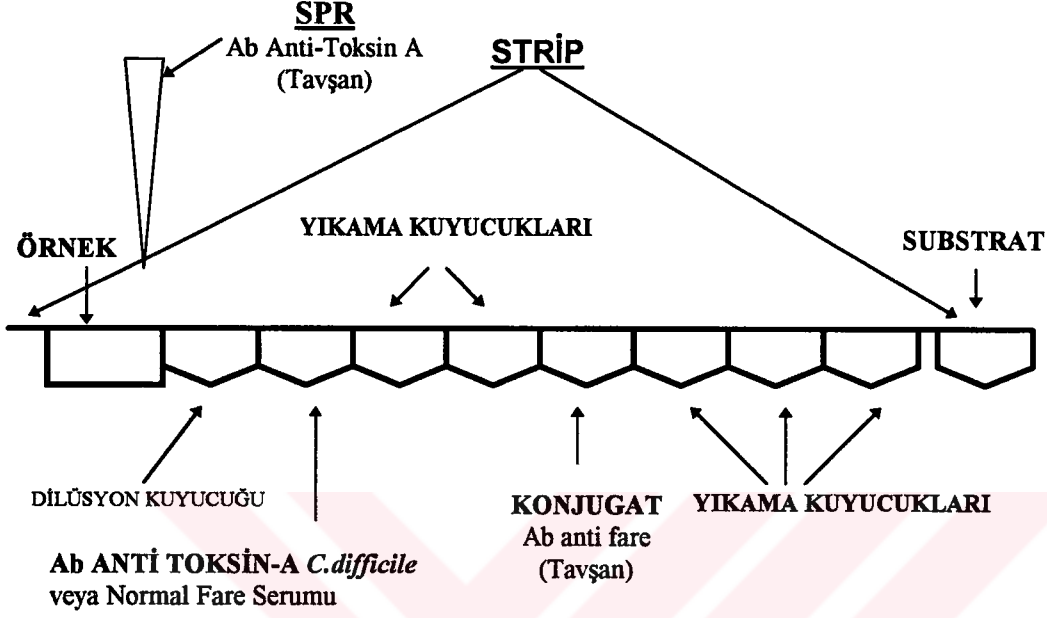 SPR
Ab Anti-Toksin A
(Tavşan)
STRİP
ÖRNEK
YIKAMA KUYUCUKLARI
SUBSTRAT
DİLÜSYON KUYUCUĞU
Ab ANTİ TOKSİN-A C.difficile
veya Normal Fare Serumu
KONJUGAT
Ab anti fare
(Tavşan)
YIKAMA KUYUCUKLARI